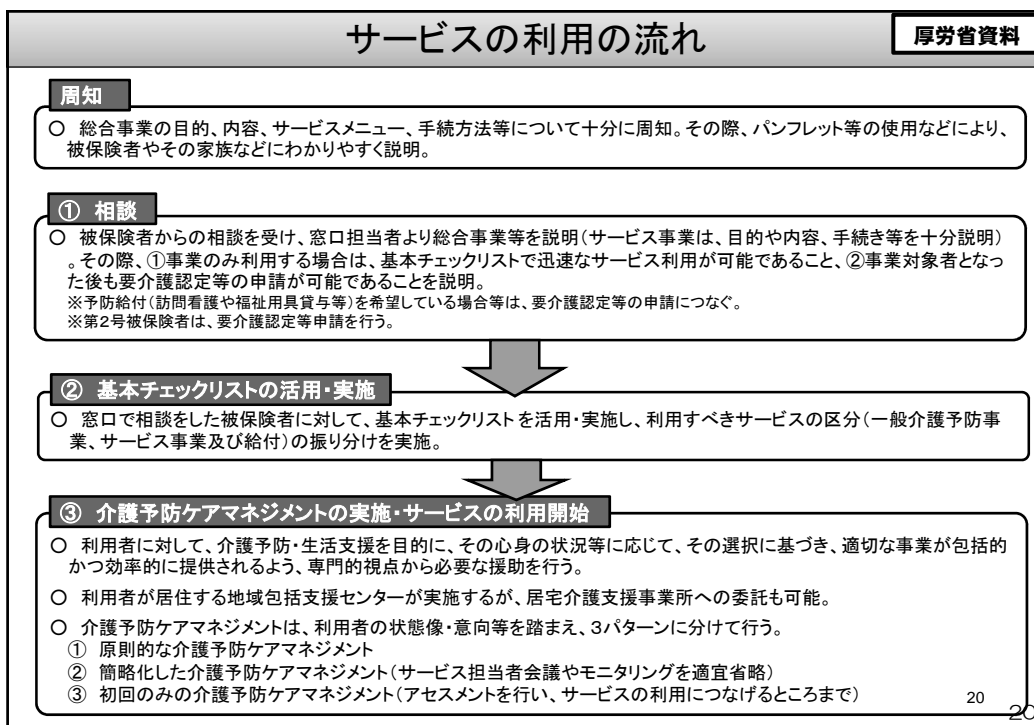 サービスの利用の流れ
厚労省資料
周知
○ 総合事業の目的、内容、サービスメニュー、手続方法等について十分に周知。その際、パンフレット等の使用などにより、
被保険者やその家族などにわかりやすく説明。
① 相談
○ 被保険者からの相談を受け、窓口担当者より総合事業等を説明(サービス事業は、目的や内容、手続き等を十分説明)
。その際、①事業のみ利用する場合は、基本チェックリストで迅速なサービス利用が可能であること、②事業対象者となっ
た後も要介護認定等の申請が可能であることを説明。
※予防給付(訪問看護や福祉用具貸与等)を希望している場合等は、要介護認定等の申請につなぐ。
※第2号被保険者は、要介護認定等申請を行う。
② 基本チェックリストの活用・実施
○ 窓口で相談をした被保険者に対して、基本チェックリストを活用・実施し、利用すべきサービスの区分(一般介護予防事
業、サービス事業及び給付)の振り分けを実施。
③ 介護予防ケアマネジメントの実施・サービスの利用開始
○ 利用者に対して、介護予防・生活支援を目的に、その心身の状況等に応じて、その選択に基づき、適切な事業が包括的
かつ効率的に提供されるよう、専門的視点から必要な援助を行う。
○ 利用者が居住する地域包括支援センターが実施するが、居宅介護支援事業所への委託も可能。
○ 介護予防ケアマネジメントは、利用者の状態像・意向等を踏まえ、3パターンに分けて行う。
① 原則的な介護予防ケアマネジメント
② 簡略化した介護予防ケアマネジメント(サービス担当者会議やモニタリングを適宜省略)
③ 初回のみの介護予防ケアマネジメント(アセスメントを行い、サービスの利用につなげるところまで)
20
20